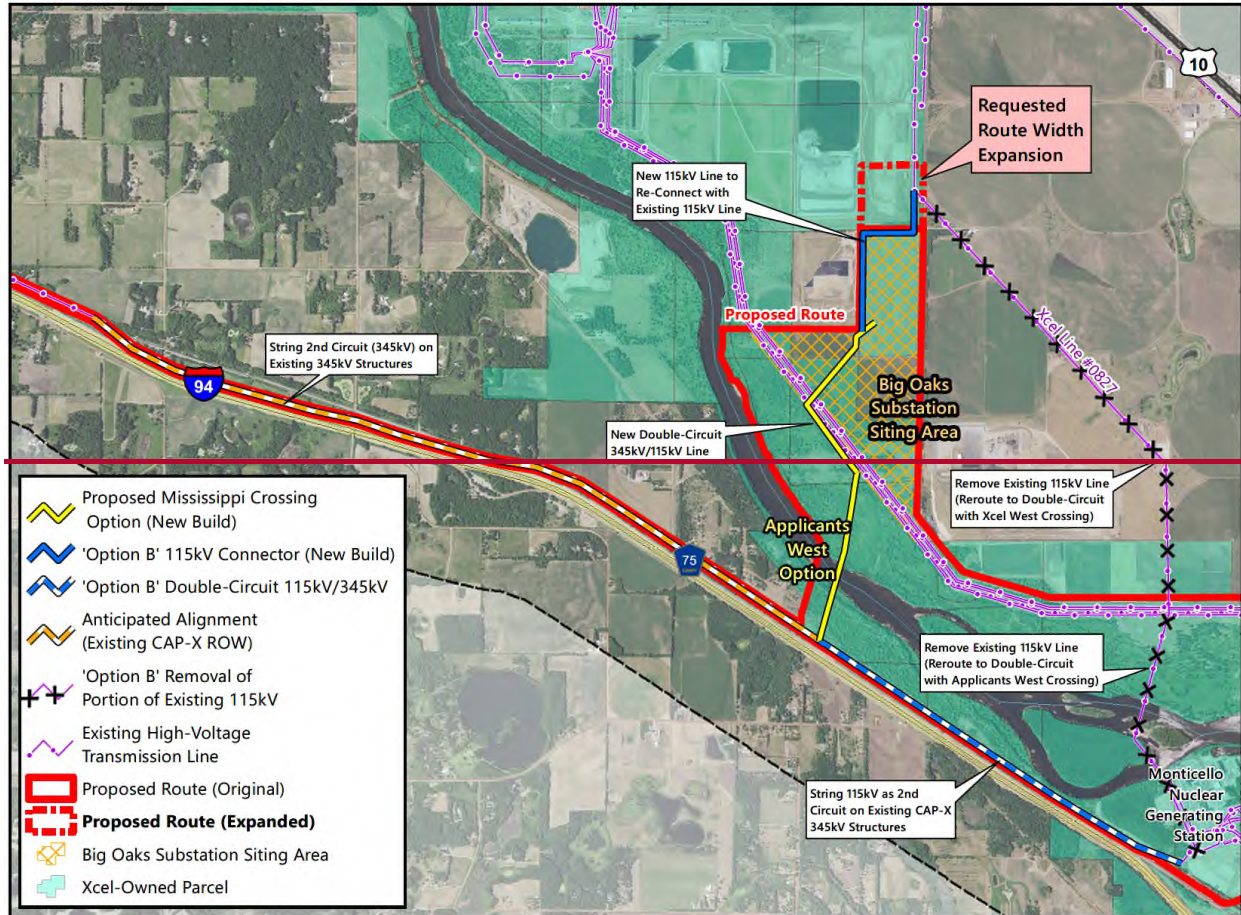 10
Requested
Route Width
Expansion
New 115kV Line to
Re-Connect with
Existing 115kV Line
Proposed Route
Xcel Line #0827
String 2nd Circuit (345kV) on
Existing 345kV Structures
94
Big Oaks
Substation
Siting Area
New Double-Circuit
345kV/115kV Line
Remove Existing 115kV Line
(Reroute to Double-Circuit
with Xcel West Crossing)
Applicants
West
Option
75
Remove Existing 115kV Line
(Reroute to Double-Circuit
with Applicants West Crossing)
String 115kV as 2nd
Circuit on Existing CAP-X
345kV Structures
Monticello
Nuclear
Generating
Station
Proposed Mississippi Crossing
Option (New Build)
'Option B' 115kV Connector (New Build)
'Option B' Double-Circuit 115kV/345kV
Anticipated Alignment
(Existing CAP-X ROW)
'Option B' Removal of
Portion of Existing 115kV
Existing High-Voltage
Transmission Line
Proposed Route (Original)
Proposed Route (Expanded)
Big Oaks Substation Siting Area
Xcel-Owned Parcel